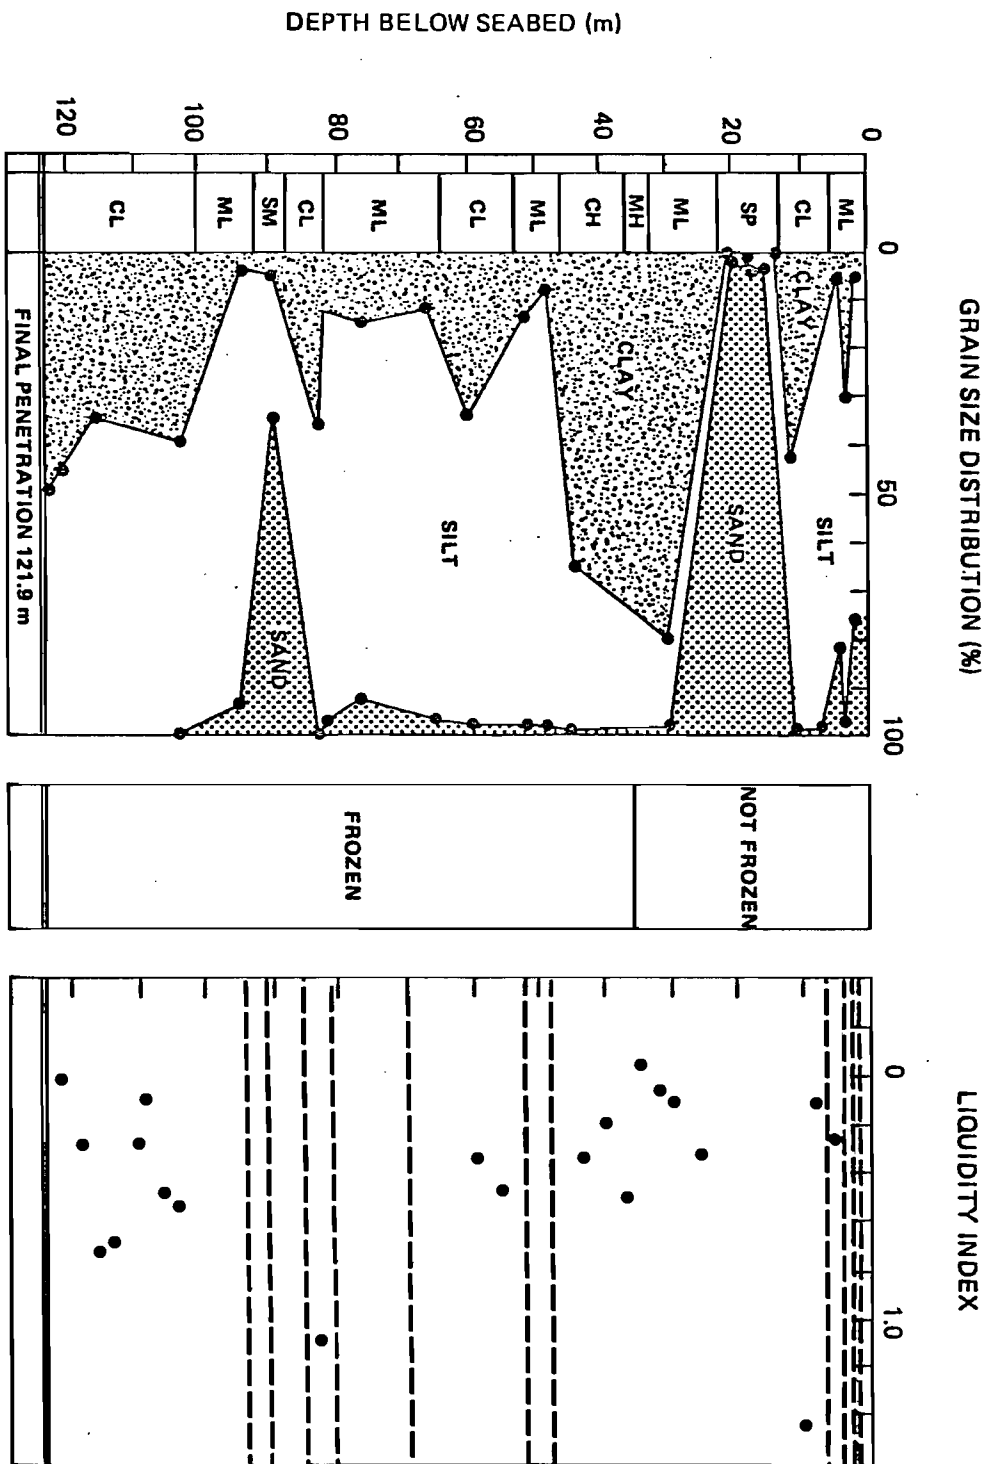 GRAIN SIZE DISTRIBUTION (%)
0
50
100
LIQUIDITY INDEX
0
1.0
DEPTH BELOW SEABED (m)
0
20
40
60
80
100
120
ML
CL
SP
ML
MH
CH
ML
CL
ML
CL
SM
ML
CL
CLAY
SILT
SAND
CLAY
SILT
SAND
NOT FROZEN
FROZEN
FINAL PENETRATION 121.9 m